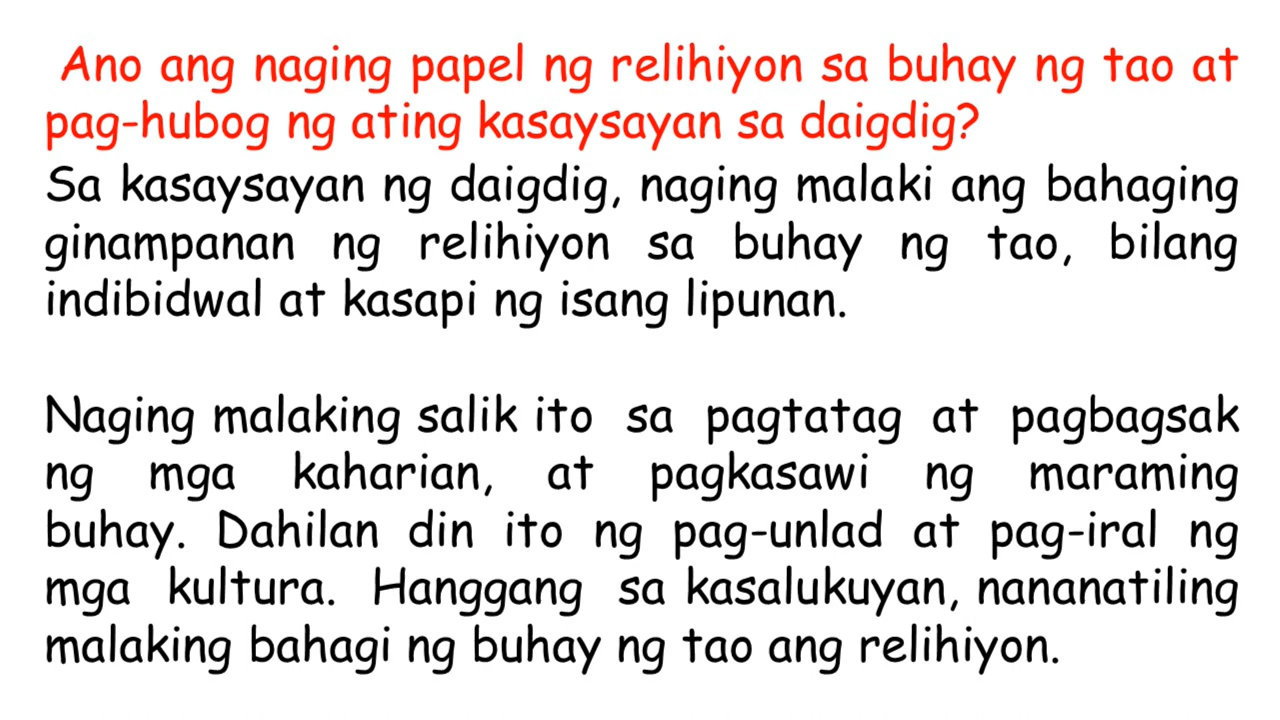 Ano ang naging papel ng relihiyon sa buhay ng tao at
pag-hubog ng ating kasaysayan sa daigdig?
Sa kasaysayan ng daigdig, naging malaki ang bahaging
ginampanan ng relihiyon sa buhay ng tao, bilang
indibidwal at kasapi ng isang lipunan.
Naging malaking salik ito sa pagtatag at pagbagsak
ng mga kaharian, at pagkasawi ng maraming
buhay. Dahilan din ito ng pag-unlad at pag-iral ng
mga kultura. Hanggang sa kasalukuyan, nananatiling
malaking bahagi ng buhay ng tao ang relihiyon.